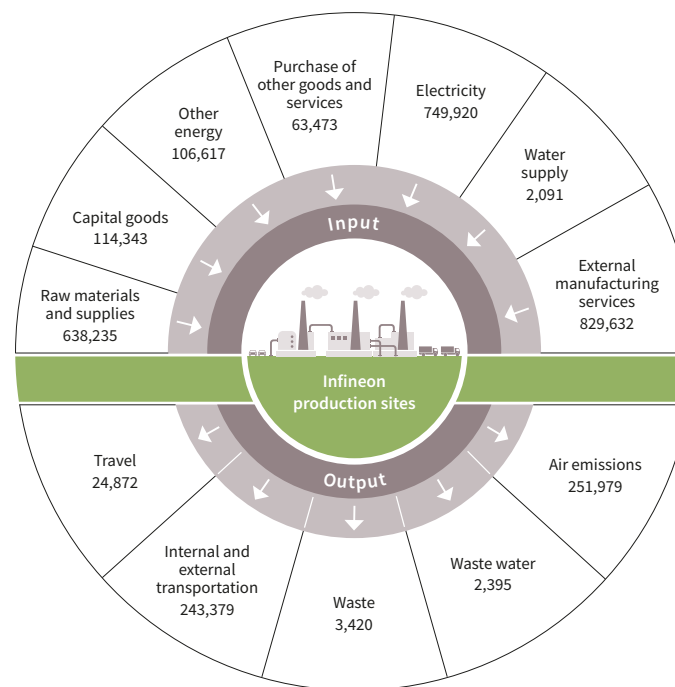 Purchase of
other goods and
services
63,473
Electricity
749,920
Other
energy
106,617
Water
supply
2,091
Capital goods
114,343
External
manufacturing
services
829,632
Raw materials
and supplies
638,235
Input
Infineon
production sites
Output
Travel
24,872
Air emissions
251,979
Internal and
external
transportation
243,379
Waste water
2,395
Waste
3,420